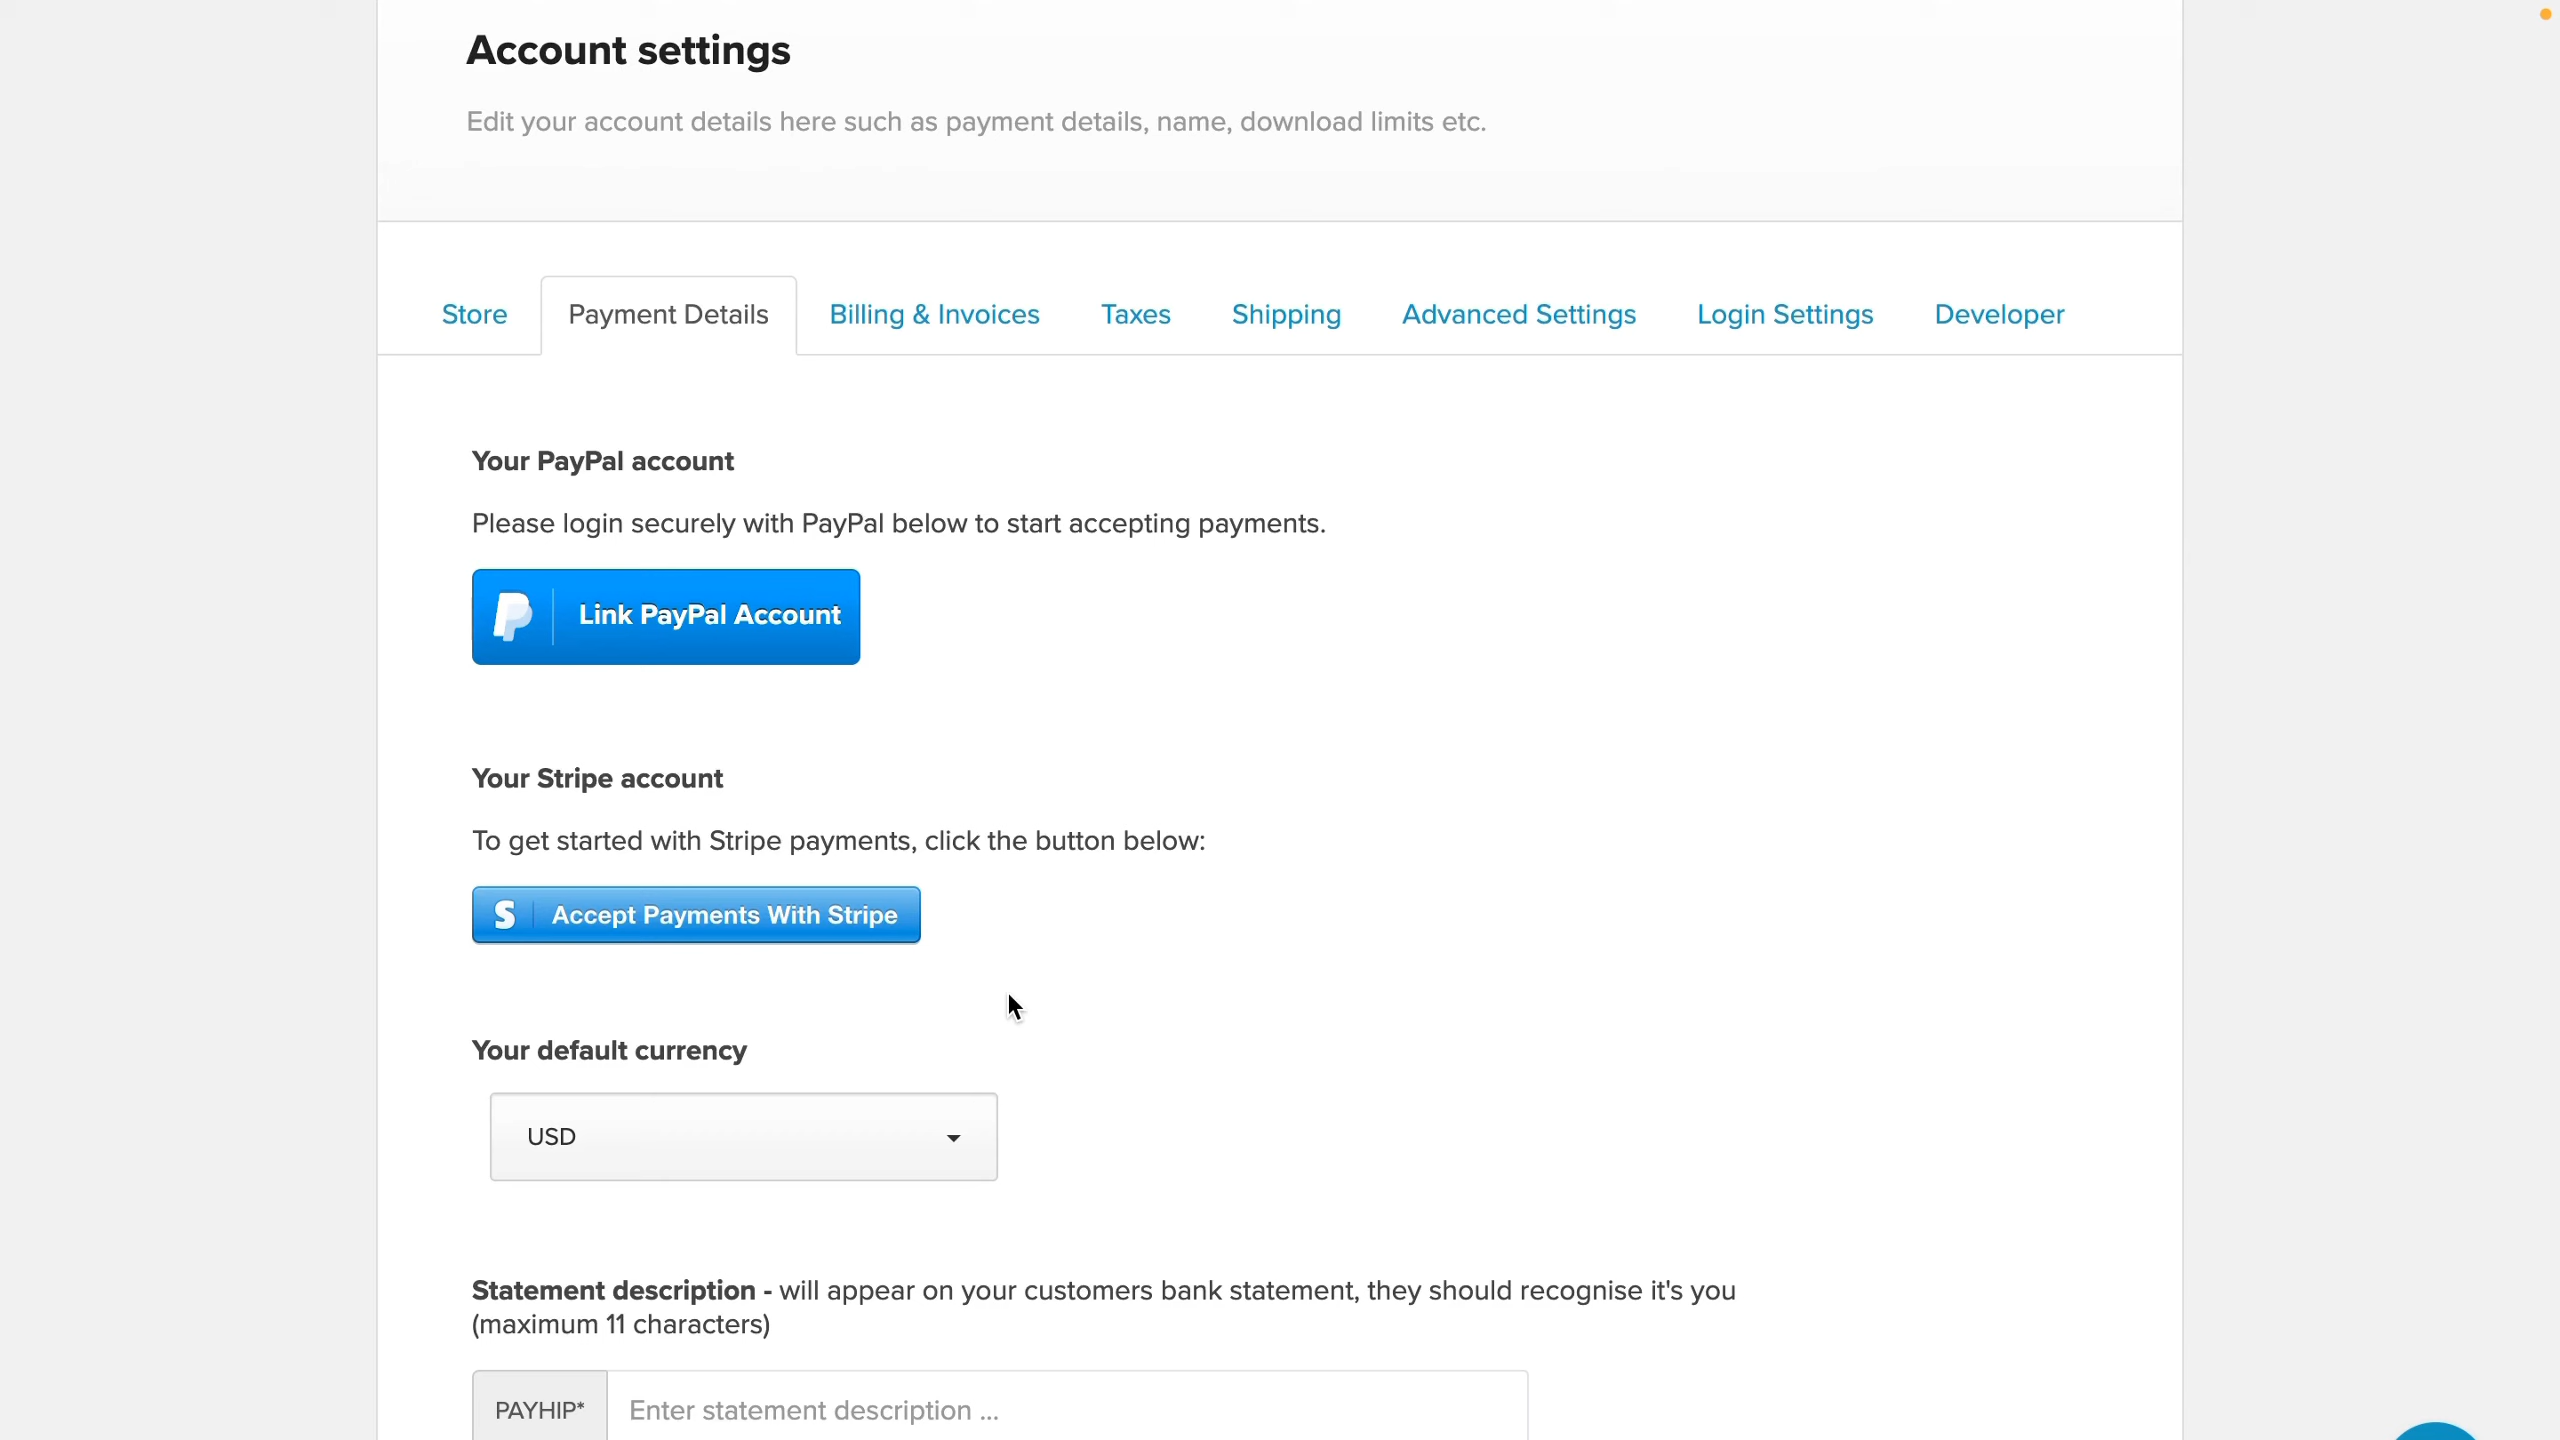 Account settings
Edit your account details here such as payment details, name, download limits etc.
Store Payment Details Billing & Invoices Taxes Shipping Advanced Settings Login Settings Developer
Your PayPal account
Please login securely with PayPal below to start accepting payments.
Link PayPal Account
Your Stripe account
To get started with Stripe payments, click the button below:
S Accept Payments With Stripe
Your default currency
USD
Statement description - will appear on your customers bank statement, they should recognise it's you
(maximum 11 characters)
PAYHIP* Enter statement description ...